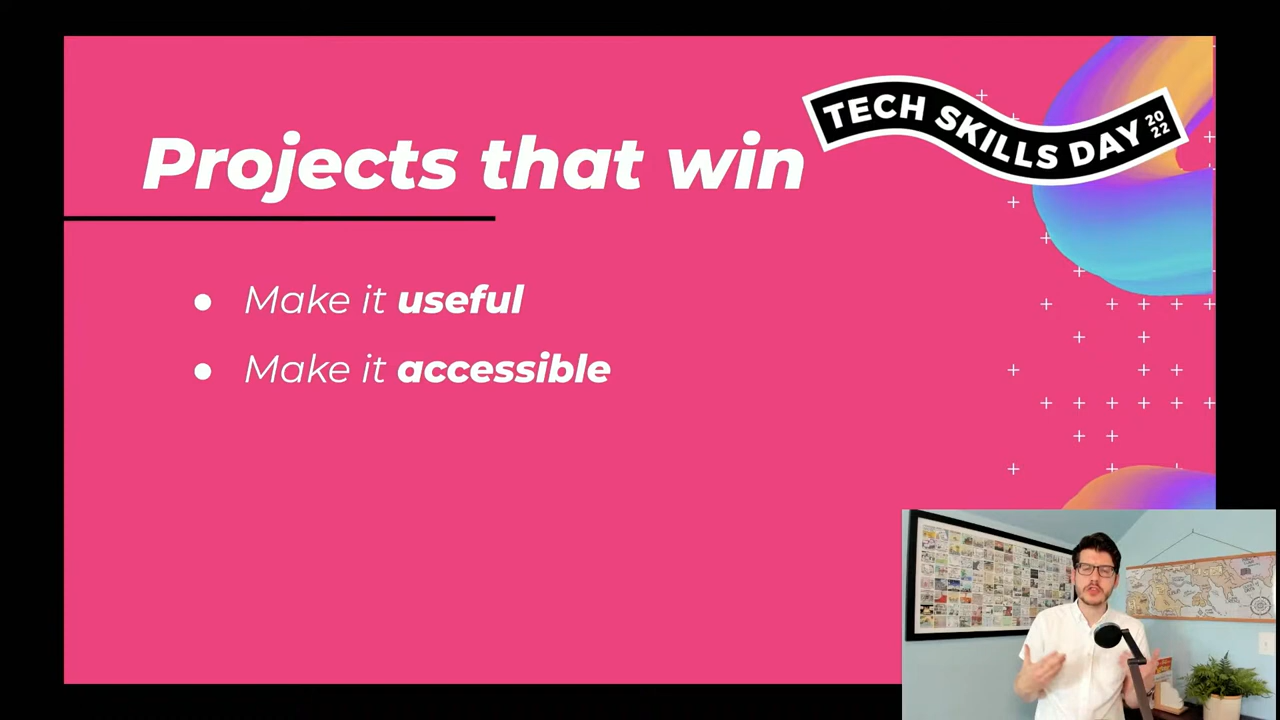 TECH SKILLS DAY 2022
Projects that win
Make it useful
Make it accessible